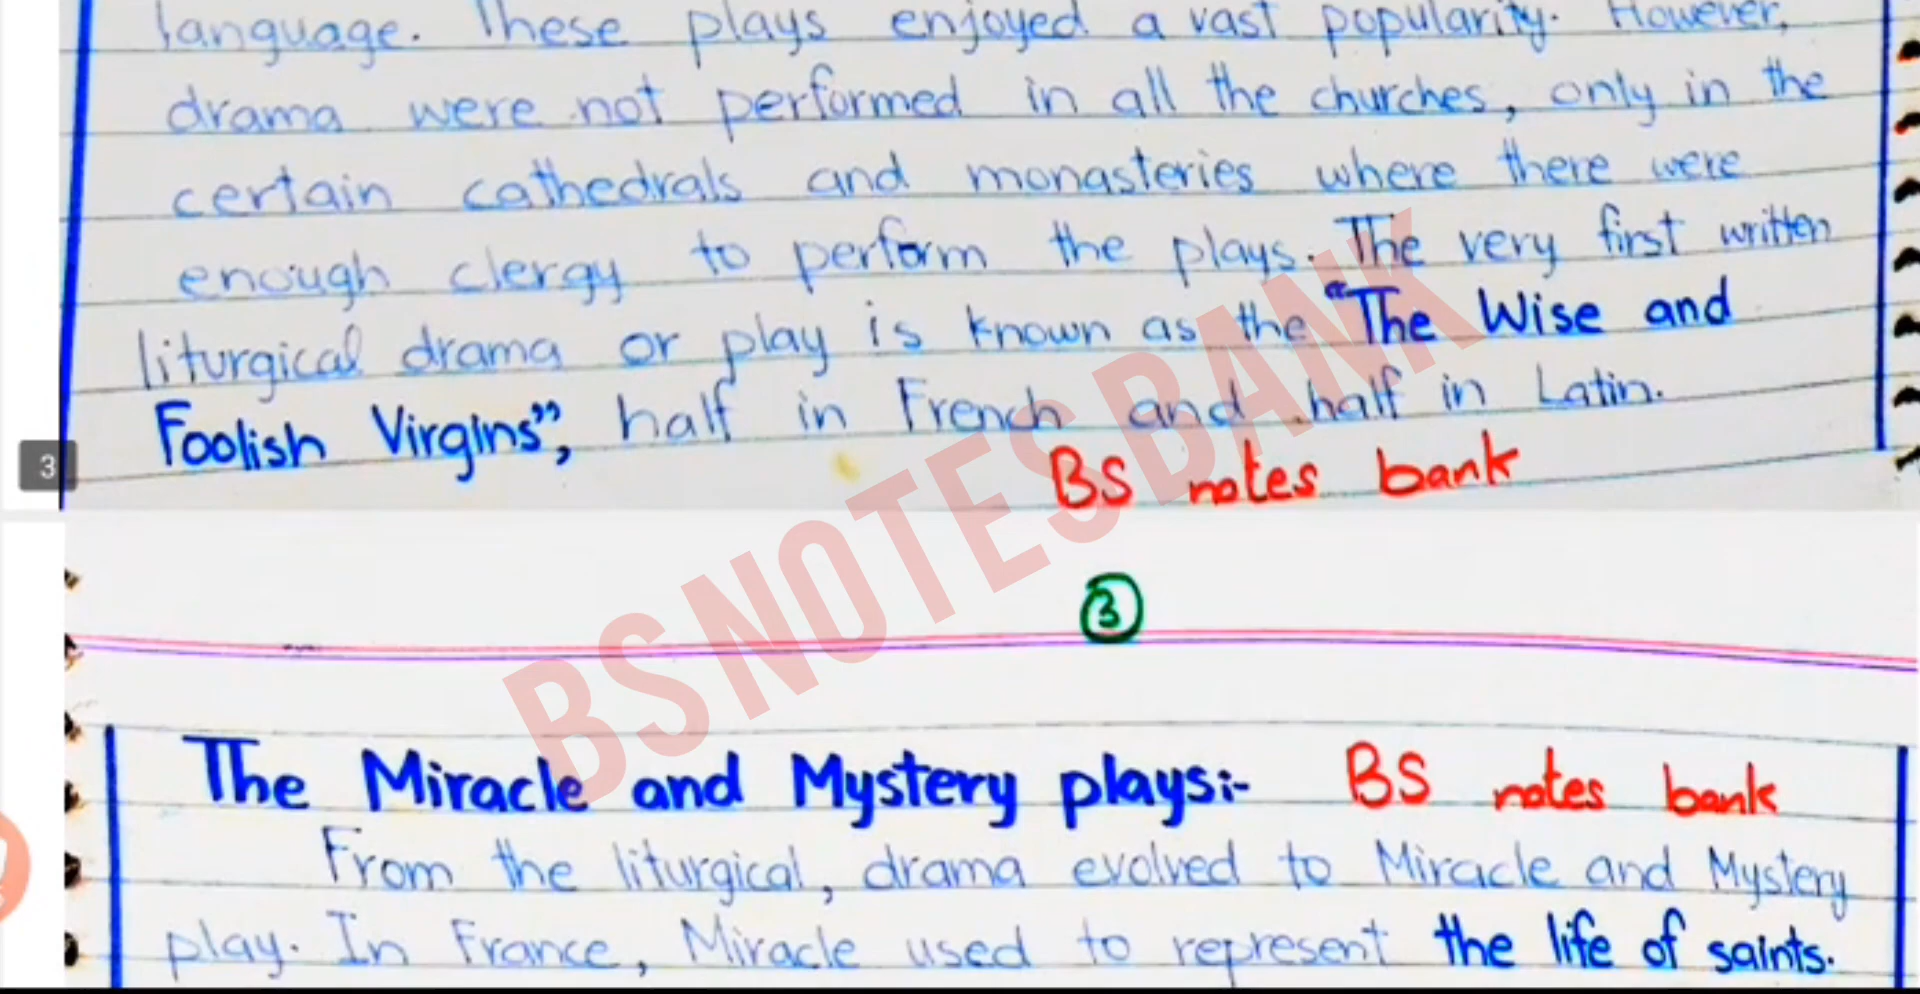 language. These plays enjoyed a vast popularity. However,
drama were not performed in all the churches, only in the
certain cathedrals and monasteries where there were
enough clergy to perform the plays. The very first written
liturgical drama or play is known as the "The Wise and
Foolish Virgins", half in French and half in Latin.
3
BS notes bank
BSNOTES BANK
3
The Miracle and Mystery plays:- BS notes bank
From the liturgical, drama evolved to Miracle and Mystery
play. In France, Miracle used to represent the life of saints.